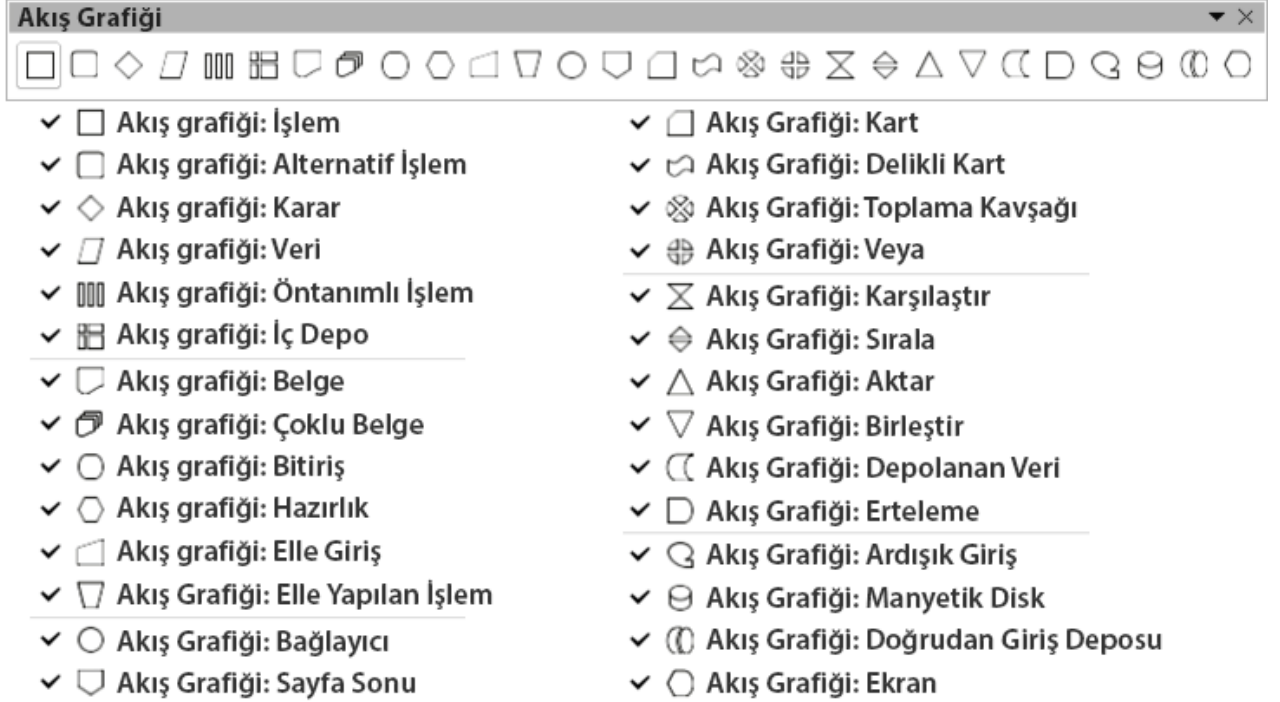 Akış Grafiği
Akış grafiği: İşlem
Akış grafiği: Alternatif İşlem
Akış grafiği: Karar
Akış grafiği: Veri
Akış grafiği: Öntanımlı İşlem
Akış grafiği: İç Depo
Akış grafiği: Belge
Akış grafiği: Çoklu Belge
Akış grafiği: Bitiriş
Akış grafiği: Hazırlık
Akış grafiği: Elle Giriş
Akış Grafiği: Elle Yapılan İşlem
Akış Grafiği: Bağlayıcı
Akış Grafiği: Sayfa Sonu
Akış Grafiği: Kart
Akış Grafiği: Delikli Kart
Akış Grafiği: Toplama Kavşağı
Akış Grafiği: Veya
Akış Grafiği: Karşılaştır
Akış Grafiği: Sırala
Akış Grafiği: Aktar
Akış Grafiği: Birleştir
Akış Grafiği: Depolanan Veri
Akış Grafiği: Erteleme
Akış Grafiği: Ardışık Giriş
Akış Grafiği: Manyetik Disk
Akış Grafiği: Doğrudan Giriş Deposu
Akış Grafiği: Ekran